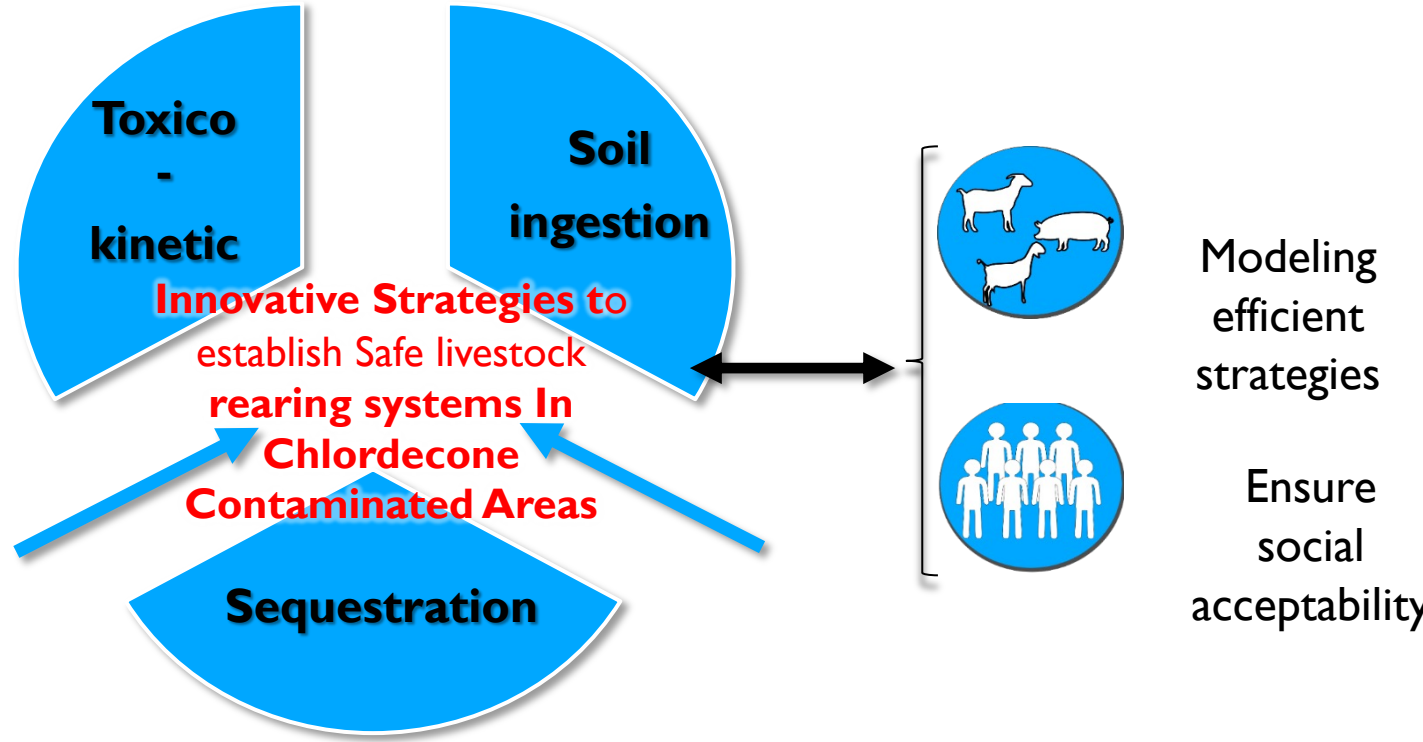 Toxico
-
kinetic
Soil
ingestion
Innovative Strategies to
establish Safe livestock
rearing systems In
Chlordecone
Contaminated Areas
Sequestration
Modeling
efficient
strategies
Ensure
social
acceptability